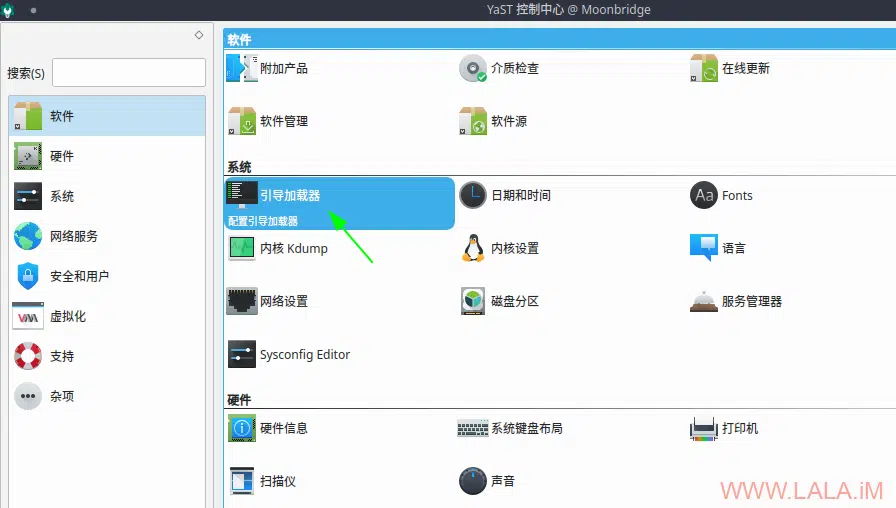 YaST 控制中心 @ Moonbridge
搜索(S)
软件
硬件
系统
网络服务
安全和用户
虚拟化
支持
杂项
软件
附加产品 介质检查 在线更新
软件管理 软件源
系统
引导加载器 日期和时间 Fonts
配置引导加载器
内核 Kdump 内核设置 语言
网络设置 磁盘分区 服务管理器
Sysconfig Editor
硬件
硬件信息 系统键盘布局 打印机
扫描仪 声音
WWW.LALA.iM